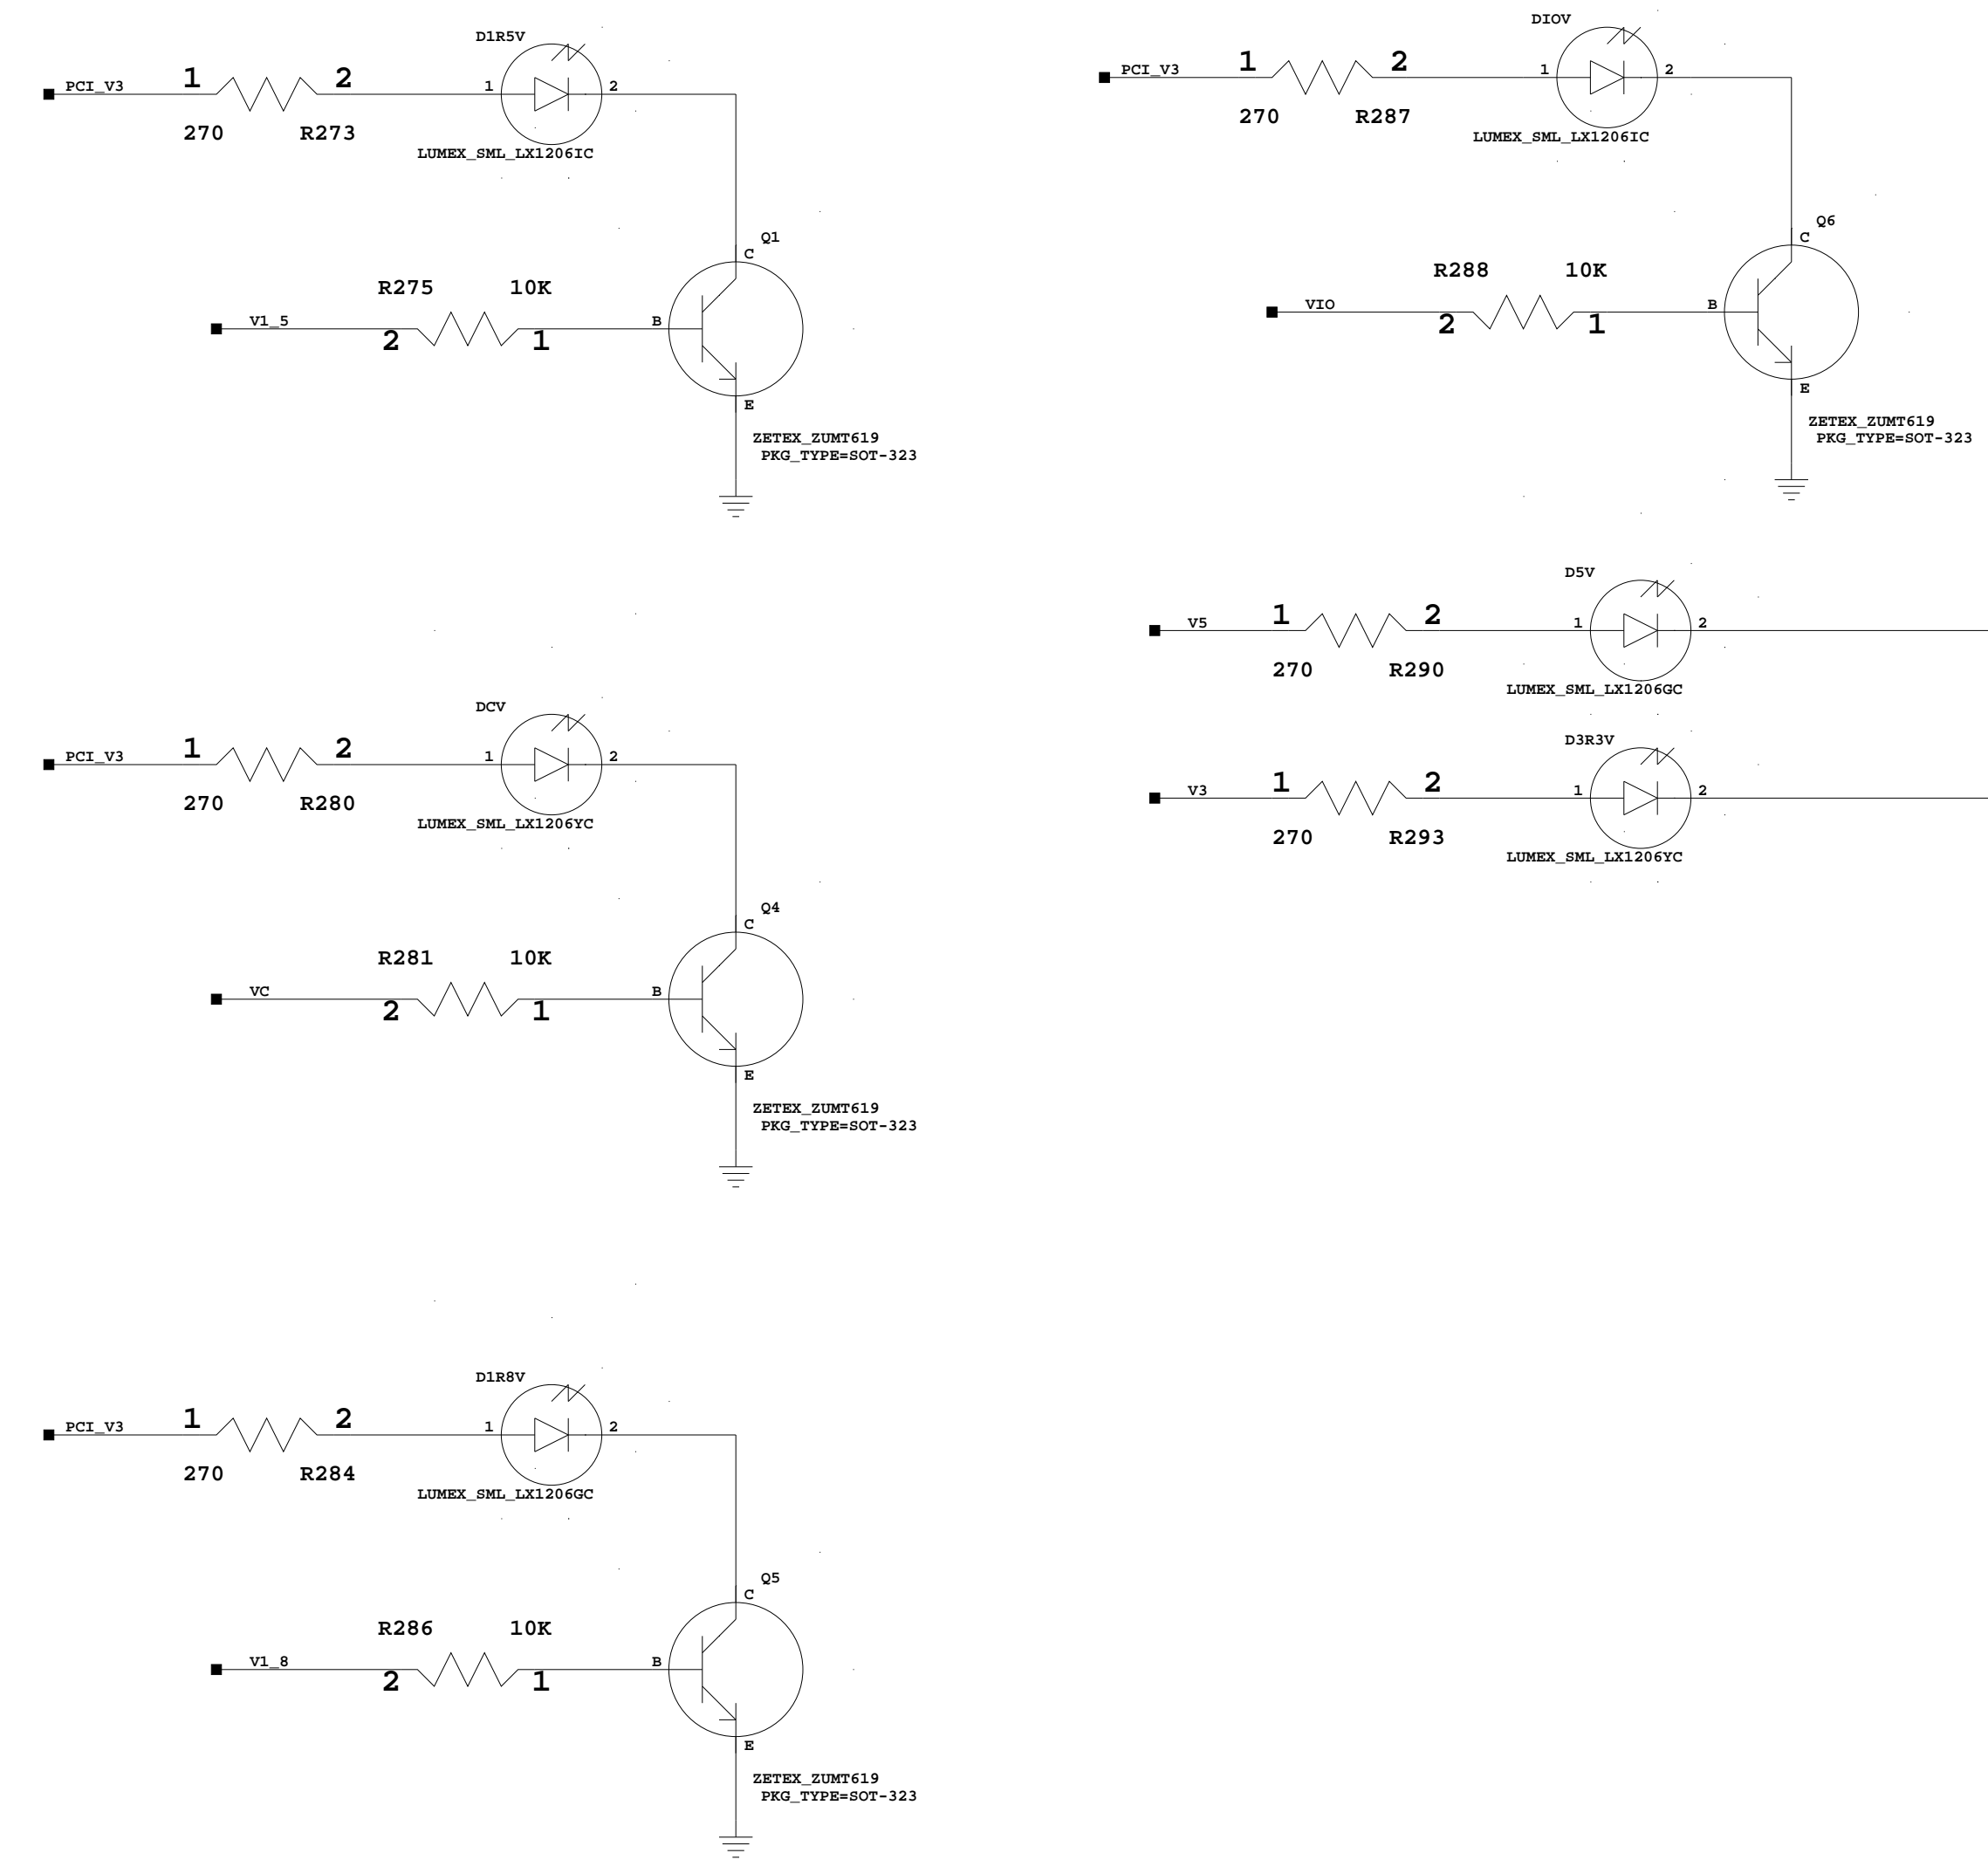 D1R5V
PCI_V3 1 2 1 2
270 R273
LUMEX_SML_LX1206IC
Q1
C
R275 10K
V1_5 B
2 1
E
ZETEX_ZUMT619
PKG_TYPE=SOT-323
DCV
PCI_V3 1 2 1 2
270 R280
LUMEX_SML_LX1206YC
Q4
C
R281 10K
VC B
2 1
E
ZETEX_ZUMT619
PKG_TYPE=SOT-323
D1R8V
PCI_V3 1 2 1 2
270 R284
LUMEX_SML_LX1206GC
Q5
C
R286 10K
V1_8 B
2 1
E
ZETEX_ZUMT619
PKG_TYPE=SOT-323
DIOV
PCI_V3 1 2 1 2
270 R287
LUMEX_SML_LX1206IC
Q6
C
R288 10K
VIO B
2 1
E
ZETEX_ZUMT619
PKG_TYPE=SOT-323
D5V
V5 1 2 1 2
270 R290
LUMEX_SML_LX1206GC
D3R3V
V3 1 2 1 2
270 R293
LUMEX_SML_LX1206YC